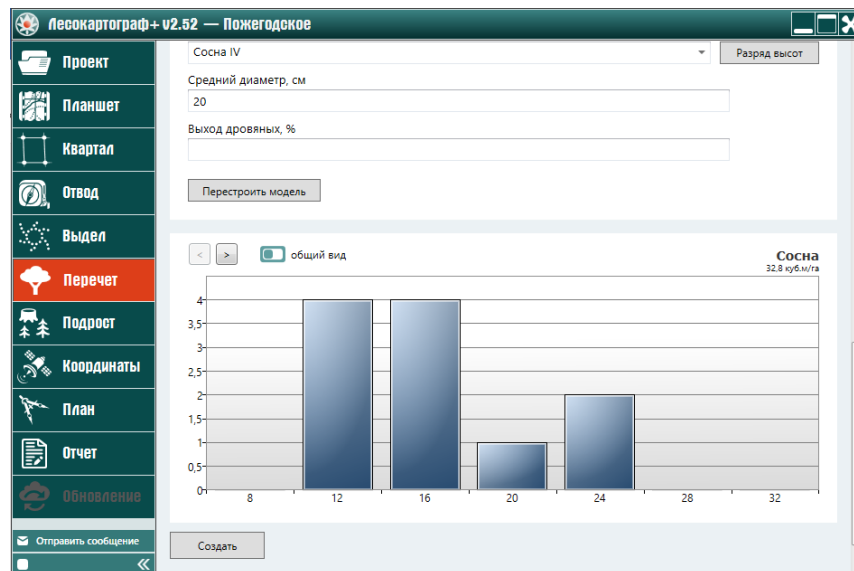 Лесокартограф+ v2.52 — Пожегодское
Проект
Планшет
Квартал
Отвод
Выдел
Перечет
Подрост
Координаты
План
Отчет
Обновление
Отправить сообщение
Сосна IV
Разряд высот
Средний диаметр, см
20
Выход дровяных, %
Перестроить модель
< > общий вид
Сосна
32,8 куб.м/га
4
3,5
3
2,5
2
1,5
1
0,5
0
8 12 16 20 24 28 32
Создать